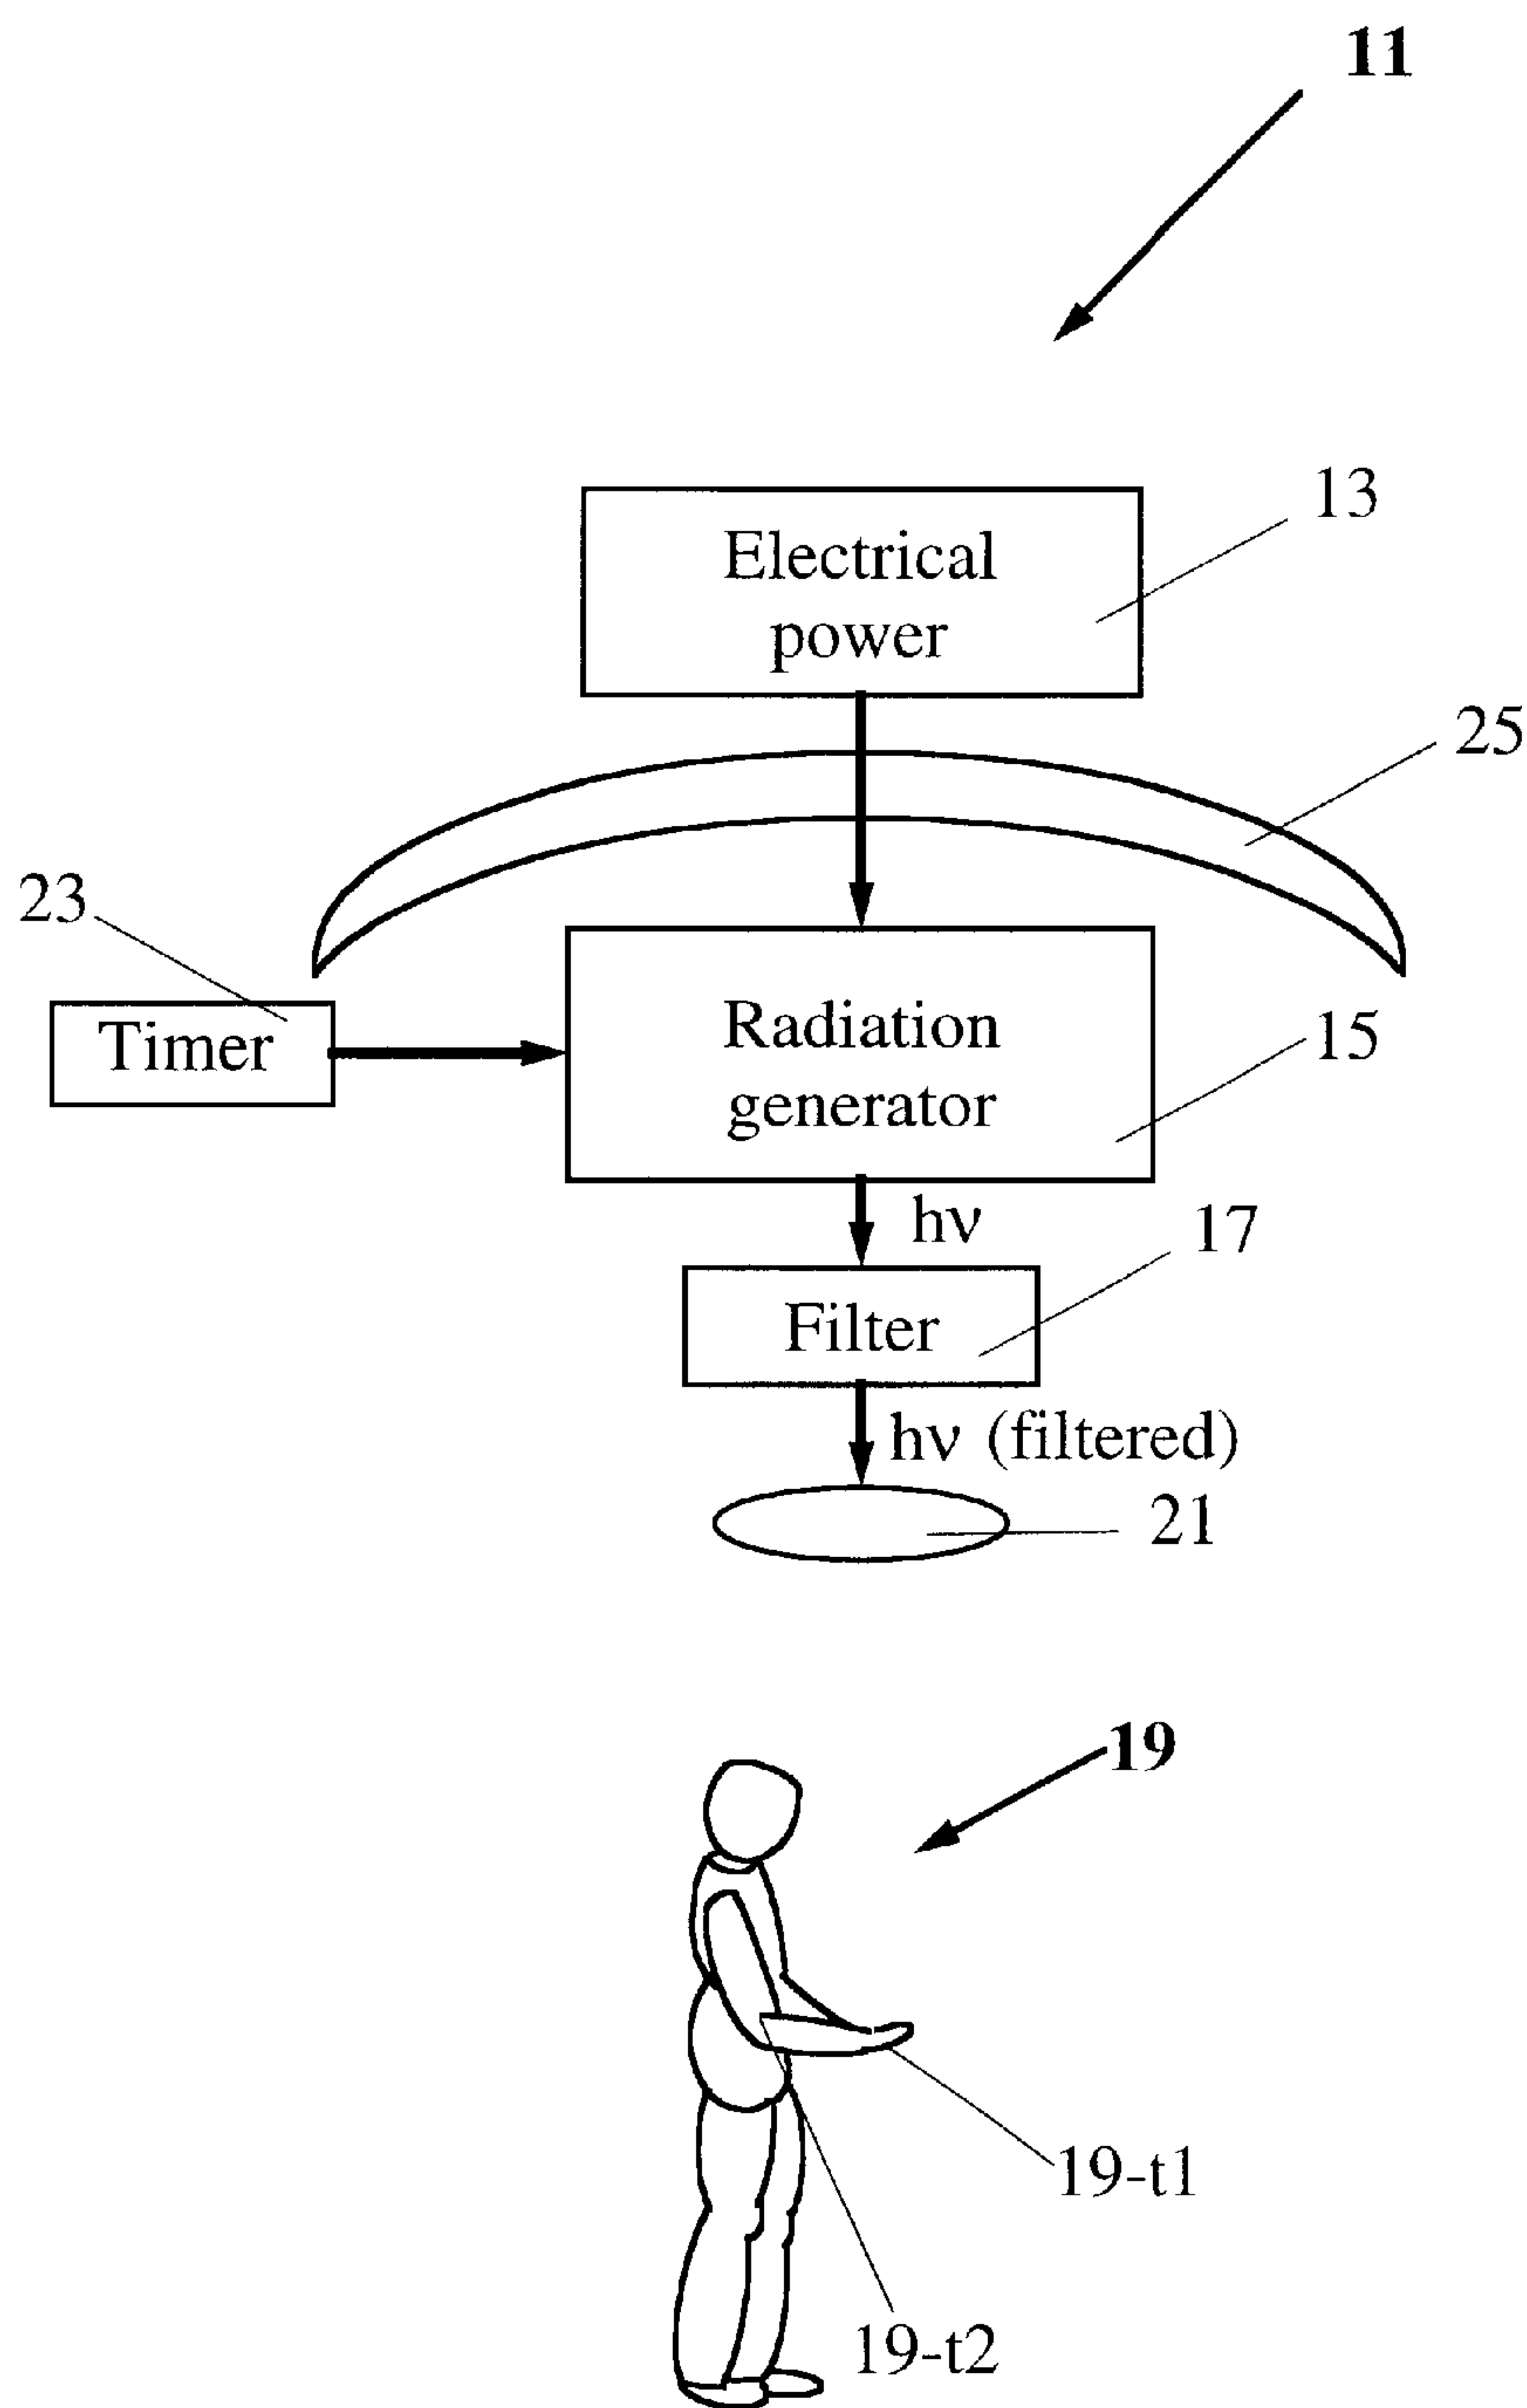 11
13
Electrical
power
25
23
Timer
Radiation
generator
15
hν
17
Filter
hν (filtered)
21
19
19-t1
19-t2